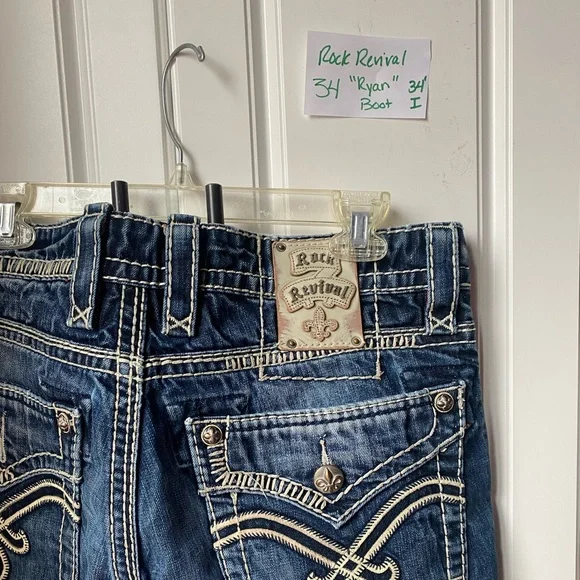 Rock Revival
34 "Ryan" 34"
Boot I
Rock
Revival